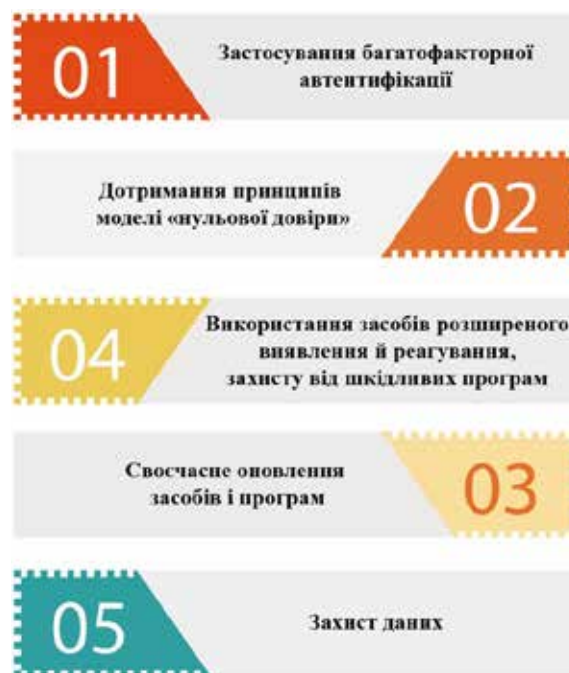 01
Застосування багатофакторної
автентифікації
Дотримання принципів
моделі «нульової довіри»
02
04
Використання засобів розширеного
виявлення й реагування,
захисту від шкідливих програм
Своєчасне оновлення
засобів і програм
03
05
Захист даних